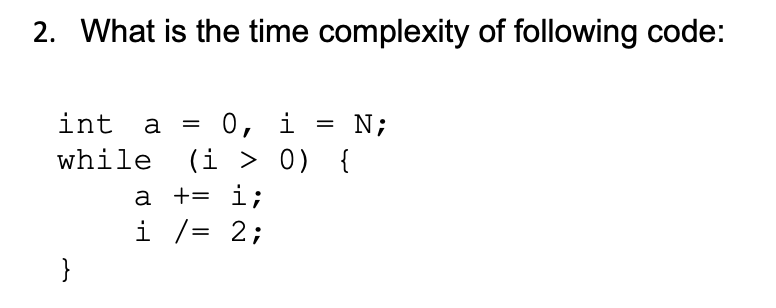 2. What is the time complexity of following code:
int a = 0, i = N;
while (i > 0) {
a += i;
i /= 2;
}